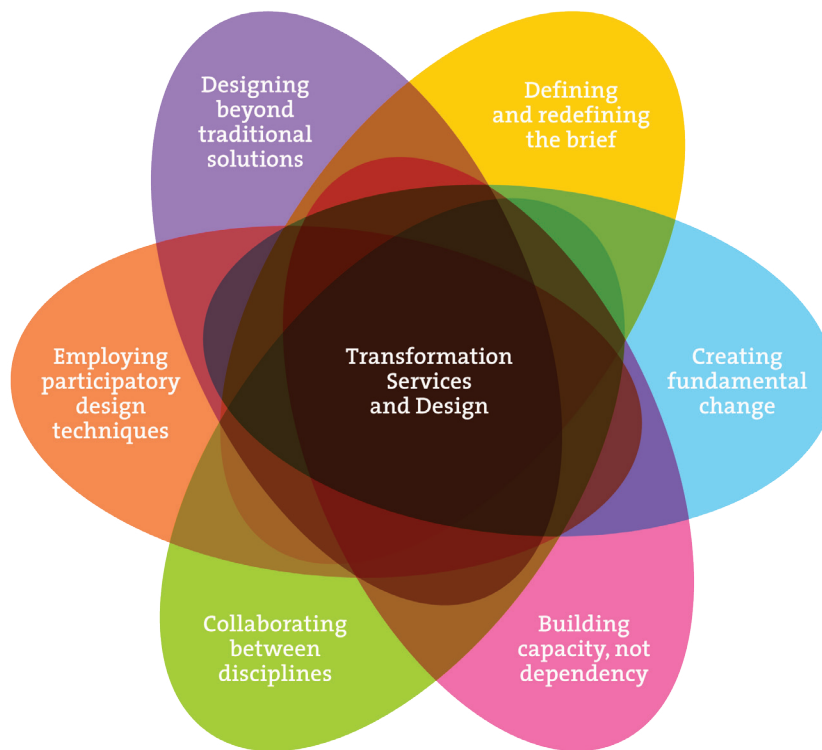 Designing
beyond
traditional
solutions
Defining
and redefining
the brief
Employing
participatory
design
techniques
Transformation
Services
and Design
Creating
fundamental
change
Collaborating
between
disciplines
Building
capacity, not
dependency